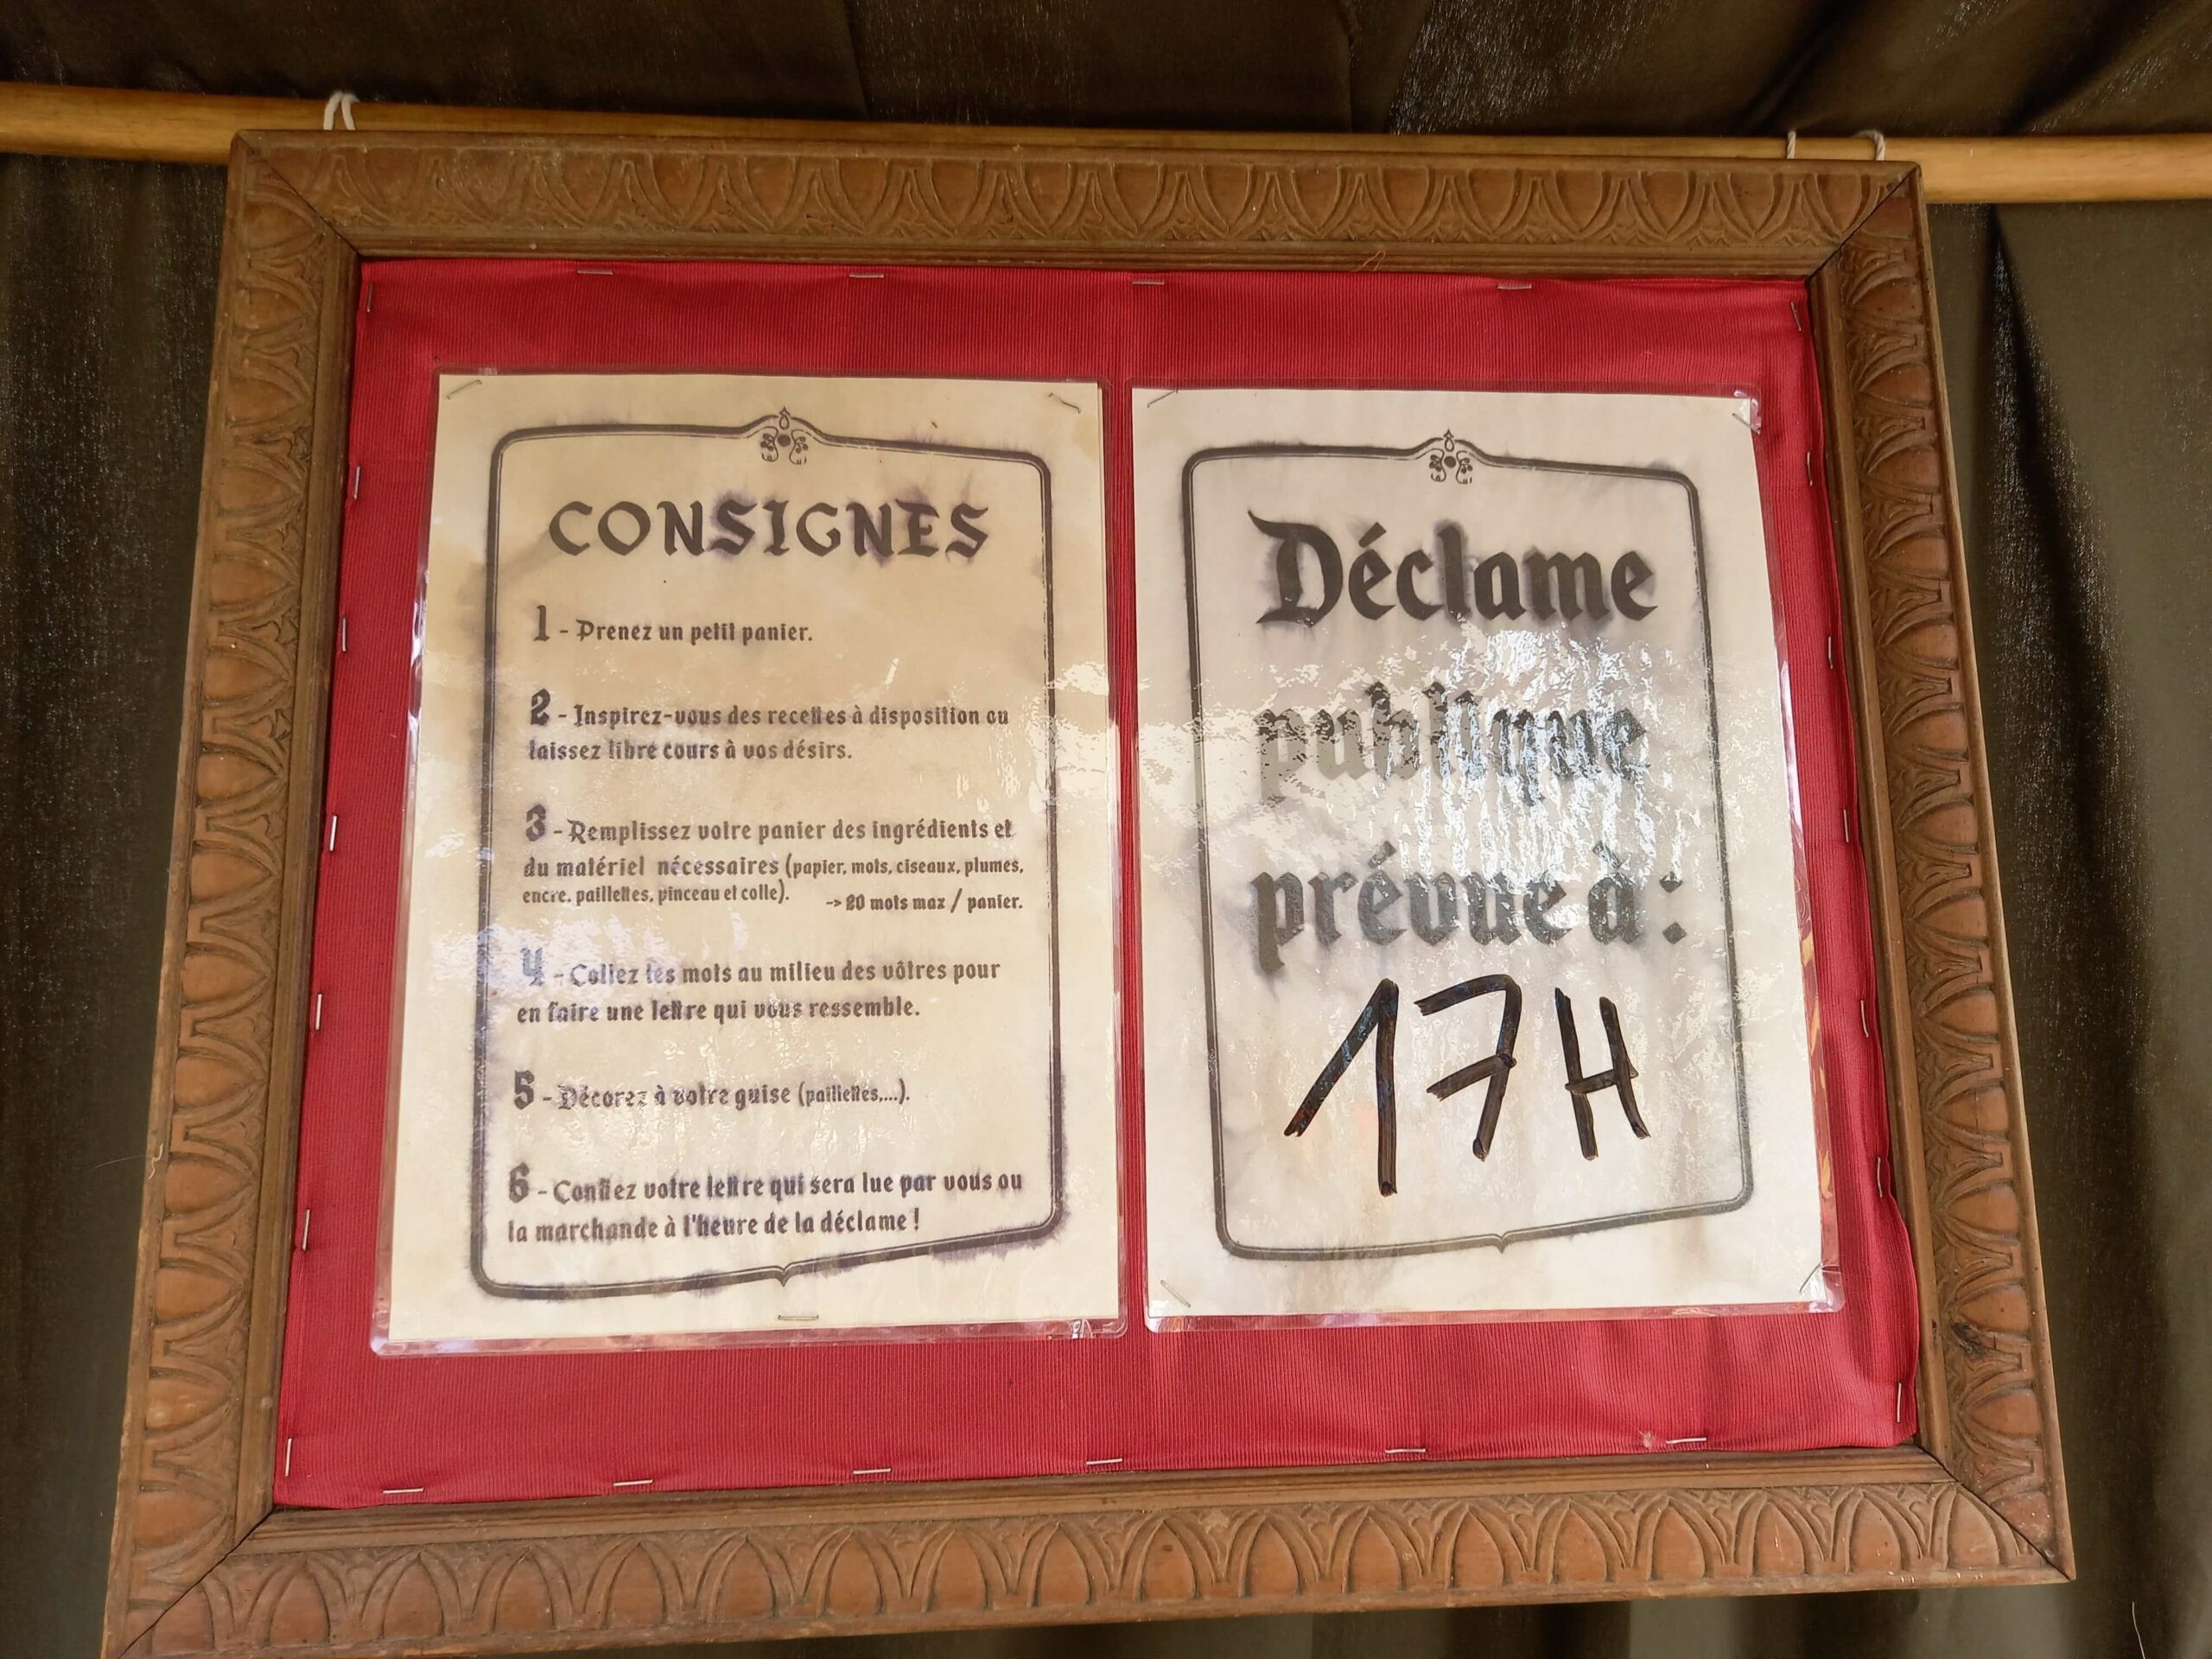 CONSIGNES
1 - Prenez un petit panier.
2 - Inspirez-vous des recettes à disposition ou
laissez libre cours à vos désirs.
3 - Remplissez votre panier des ingrédients et
du matériel nécessaires (papier, mots, ciseaux, plumes,
encre, paillettes, pinceau et colle).
-> 20 mots max / panier.
4 - Collez les mots au milieu des vôtres pour
en faire une lettre qui vous ressemble.
5 - Décorez à votre guise (paillettes,...).
6 - Confiez votre lettre qui sera lue par vous ou
la marchande à l'heure de la déclame !
Déclame
publique
prévue à :
17H